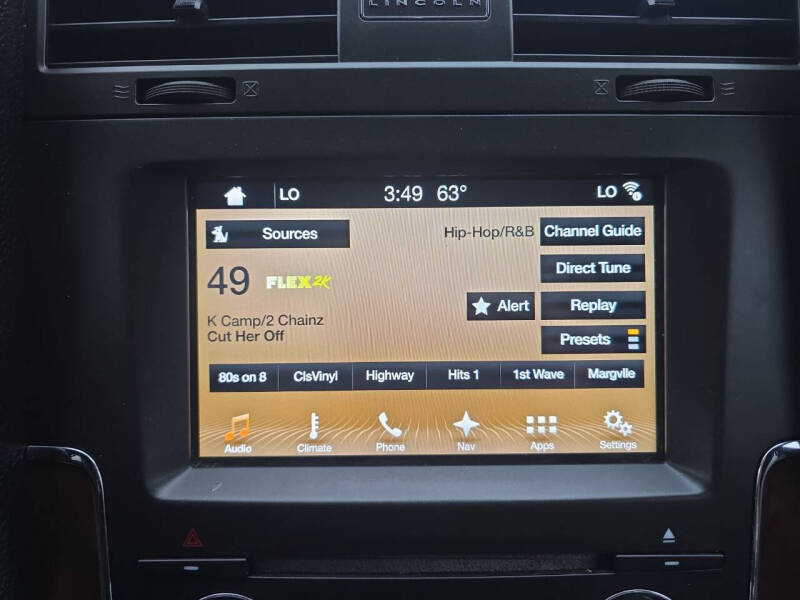 LINCOLN
LO 3:49 63° LO
Sources Hip-Hop/R&B Channel Guide
Direct Tune
49 FLEX2K
Alert Replay
K Camp/2 Chainz
Cut Her Off
Presets
80s on 8 ClsVinyl Highway Hits 1 1st Wave Margvlle
Audio Climate Phone Nav Apps Settings